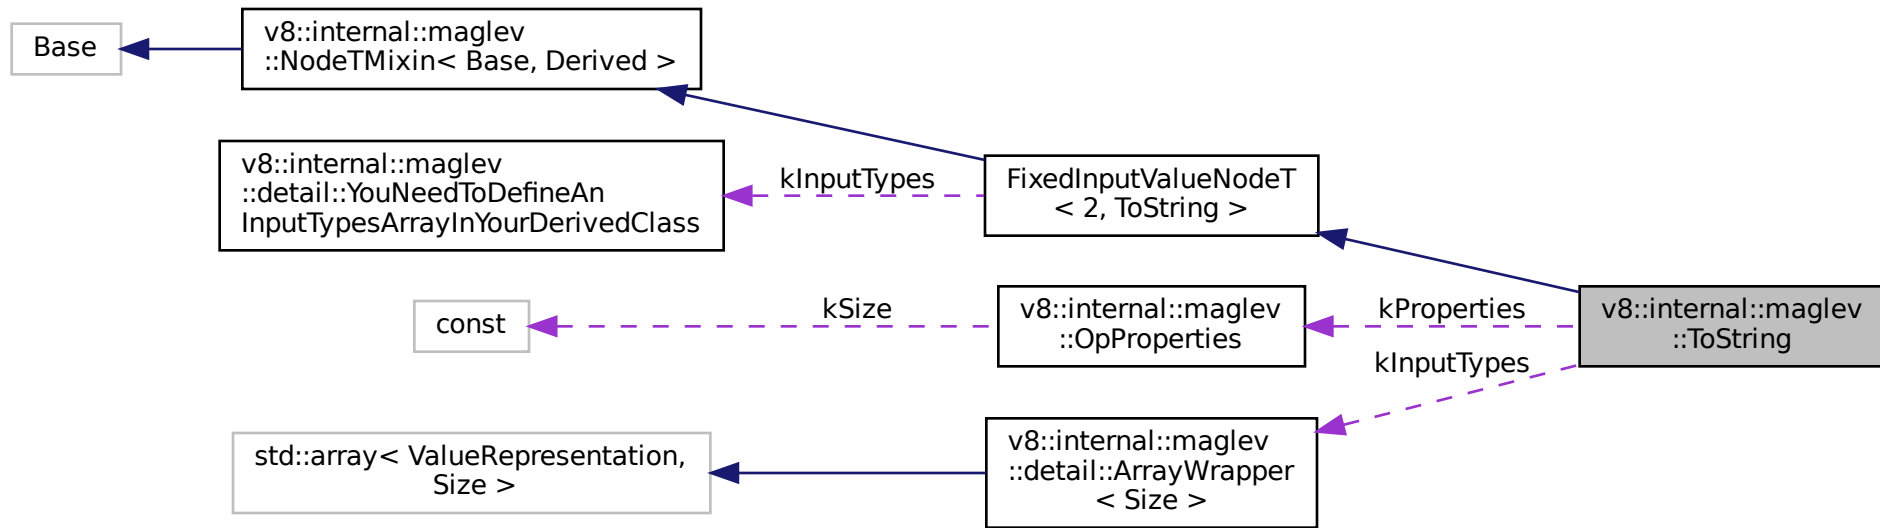 Base
v8::internal::maglev
::NodeTMixin< Base, Derived >
v8::internal::maglev
::detail::YouNeedToDefineAn
InputTypesArrayInYourDerivedClass
kInputTypes
FixedInputValueNodeT
< 2, ToString >
const
kSize
v8::internal::maglev
::OpProperties
kProperties
kInputTypes
v8::internal::maglev
::ToString
std::array< ValueRepresentation,
Size >
v8::internal::maglev
::detail::ArrayWrapper
< Size >